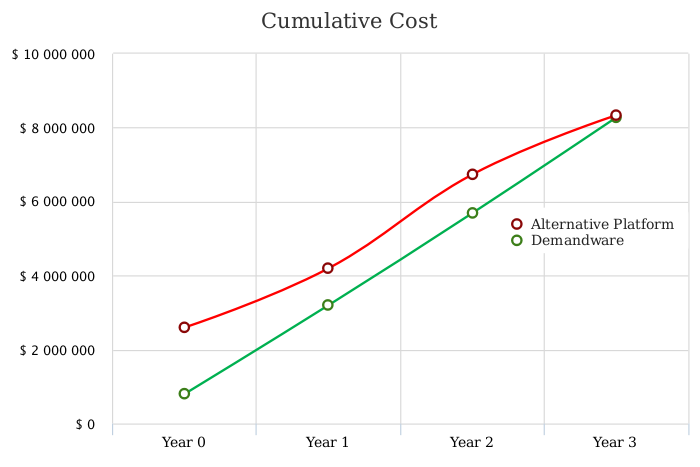 Cumulative Cost
$ 10 000 000
$ 8 000 000
$ 6 000 000
$ 4 000 000
$ 2 000 000
$ 0
Alternative Platform
Demandware
Year 0 Year 1 Year 2 Year 3